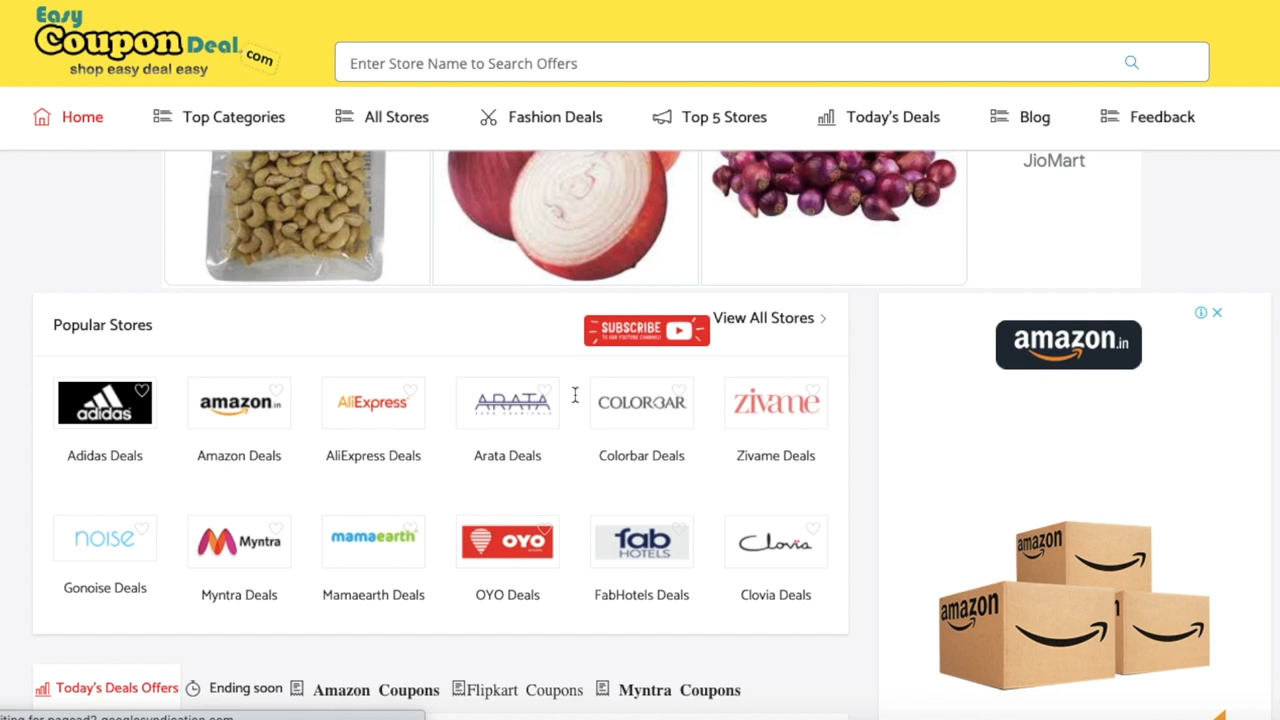 Easy
Coupon Deal .com
shop easy deal easy
Enter Store Name to Search Offers
Home Top Categories All Stores Fashion Deals Top 5 Stores Today's Deals Blog Feedback
JioMart
Popular Stores
SUBSCRIBE
TO OUR YOUTUBE CHANNEL
View All Stores
amazon.in
adidas amazon.in AliExpress ARATA COLORBAR zivame
Adidas Deals Amazon Deals AliExpress Deals Arata Deals Colorbar Deals Zivame Deals
noise Myntra mamaearth OYO fab HOTELS Clovia
Gonoise Deals Myntra Deals Mamaearth Deals OYO Deals FabHotels Deals Clovia Deals
amazon
amazon
Today's Deals Offers Ending soon Amazon Coupons Flipkart Coupons Myntra Coupons